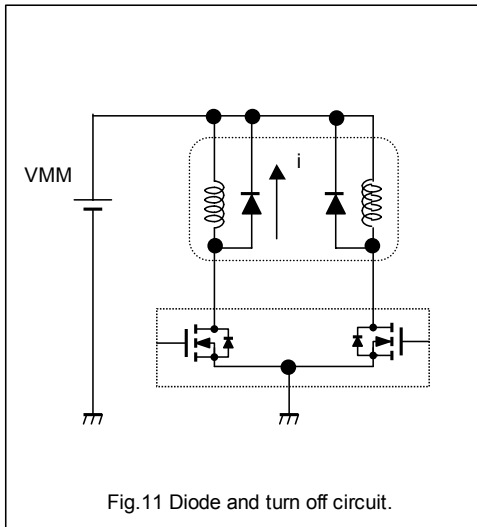 i
VMM
Fig.11 Diode and turn off circuit.